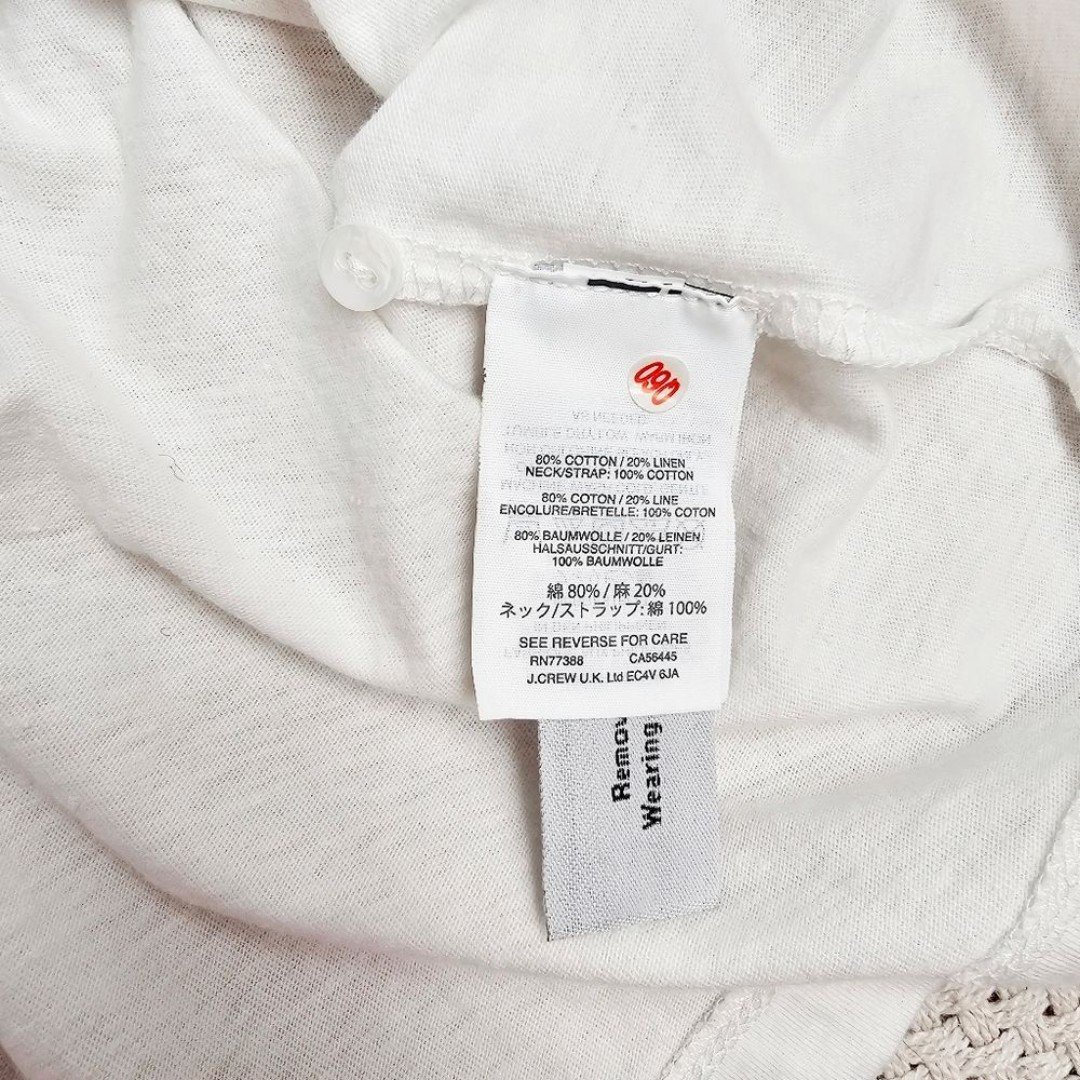 060
80% COTTON / 20% LINEN
NECK/STRAP: 100% COTTON
80% COTON / 20% LINE
ENCOLURE/BRETELLE: 100% COTON
80% BAUMWOLLE / 20% LEINEN
HALSAUSSCHNITT/GURT:
100% BAUMWOLLE
綿 80% / 麻 20%
ネック/ストラップ: 綿 100%
SEE REVERSE FOR CARE
RN77388 CA56445
J.CREW U.K. Ltd EC4V 6JA
Remov
Wearing